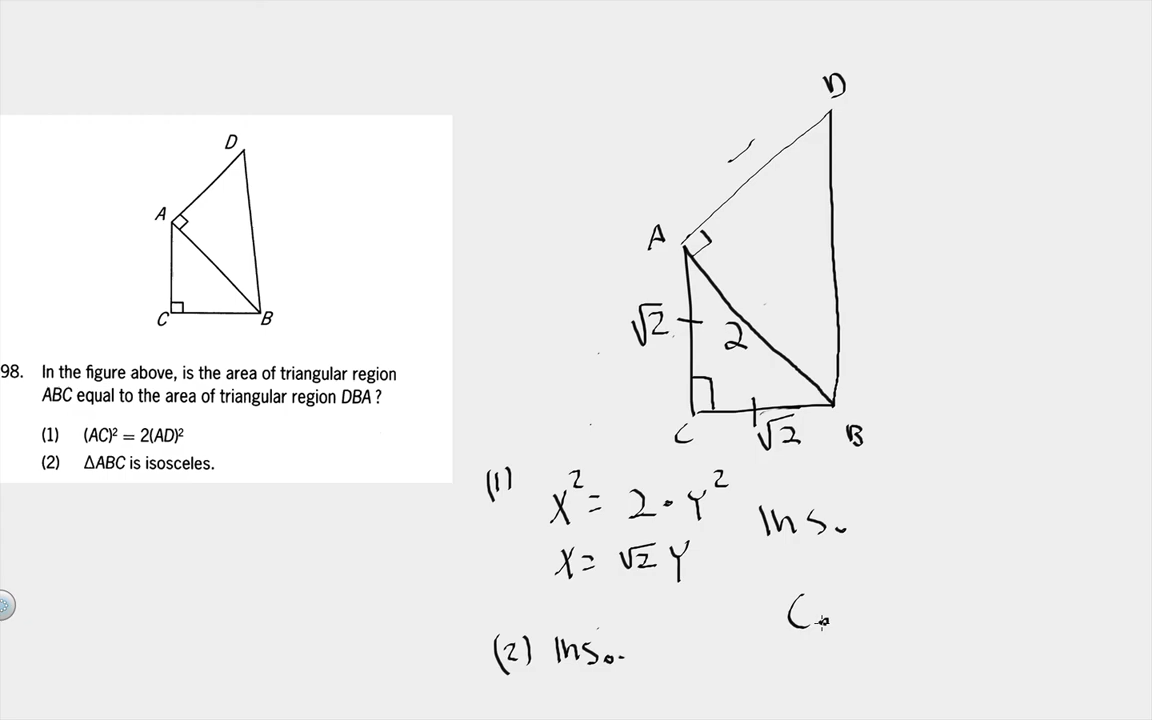 D
A
C
B
98. In the figure above, is the area of triangular region
ABC equal to the area of triangular region DBA ?
(1) (AC)² = 2(AD)²
(2) ΔABC is isosceles.
D
A
√2
2
C
√2
B
(1) x² = 2 · Y²
Ins.
x = √2 Y
(2) Ins.
C.